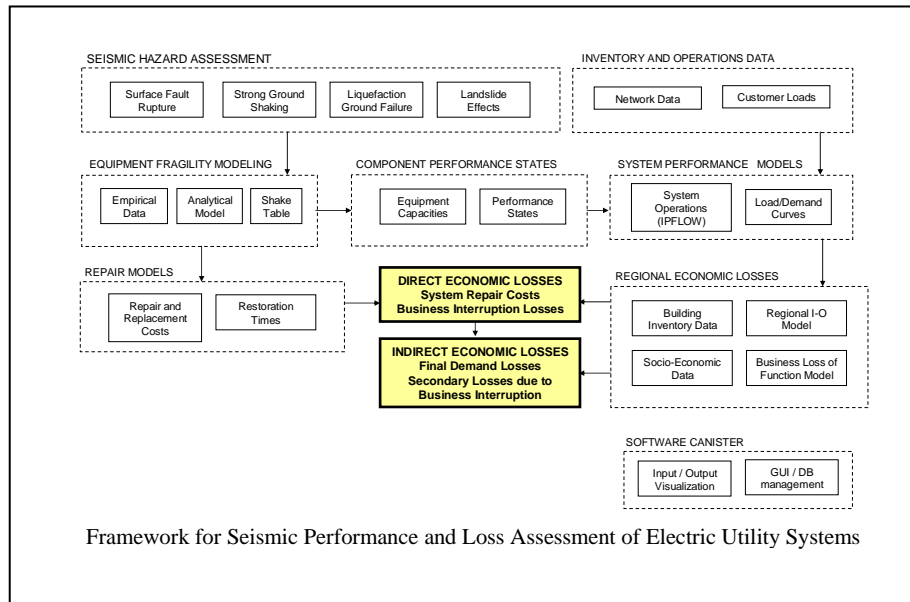 SEISMIC HAZARD ASSESSMENT
Surface Fault
Rupture
Strong Ground
Shaking
Liquefaction
Ground Failure
Landslide
Effects
INVENTORY AND OPERATIONS DATA
Network Data
Customer Loads
EQUIPMENT FRAGILITY MODELING
Empirical
Data
Analytical
Model
Shake
Table
COMPONENT PERFORMANCE STATES
Equipment
Capacities
Performance
States
SYSTEM PERFORMANCE MODELS
System
Operations
(IPFLOW)
Load/Demand
Curves
REPAIR MODELS
Repair and
Replacement
Costs
Restoration
Times
DIRECT ECONOMIC LOSSES
System Repair Costs
Business Interruption Losses
INDIRECT ECONOMIC LOSSES
Final Demand Losses
Secondary Losses due to
Business Interruption
REGIONAL ECONOMIC LOSSES
Building
Inventory Data
Regional I-O
Model
Socio-Economic
Data
Business Loss of
Function Model
SOFTWARE CANISTER
Input / Output
Visualization
GUI / DB
management
Framework for Seismic Performance and Loss Assessment of Electric Utility Systems